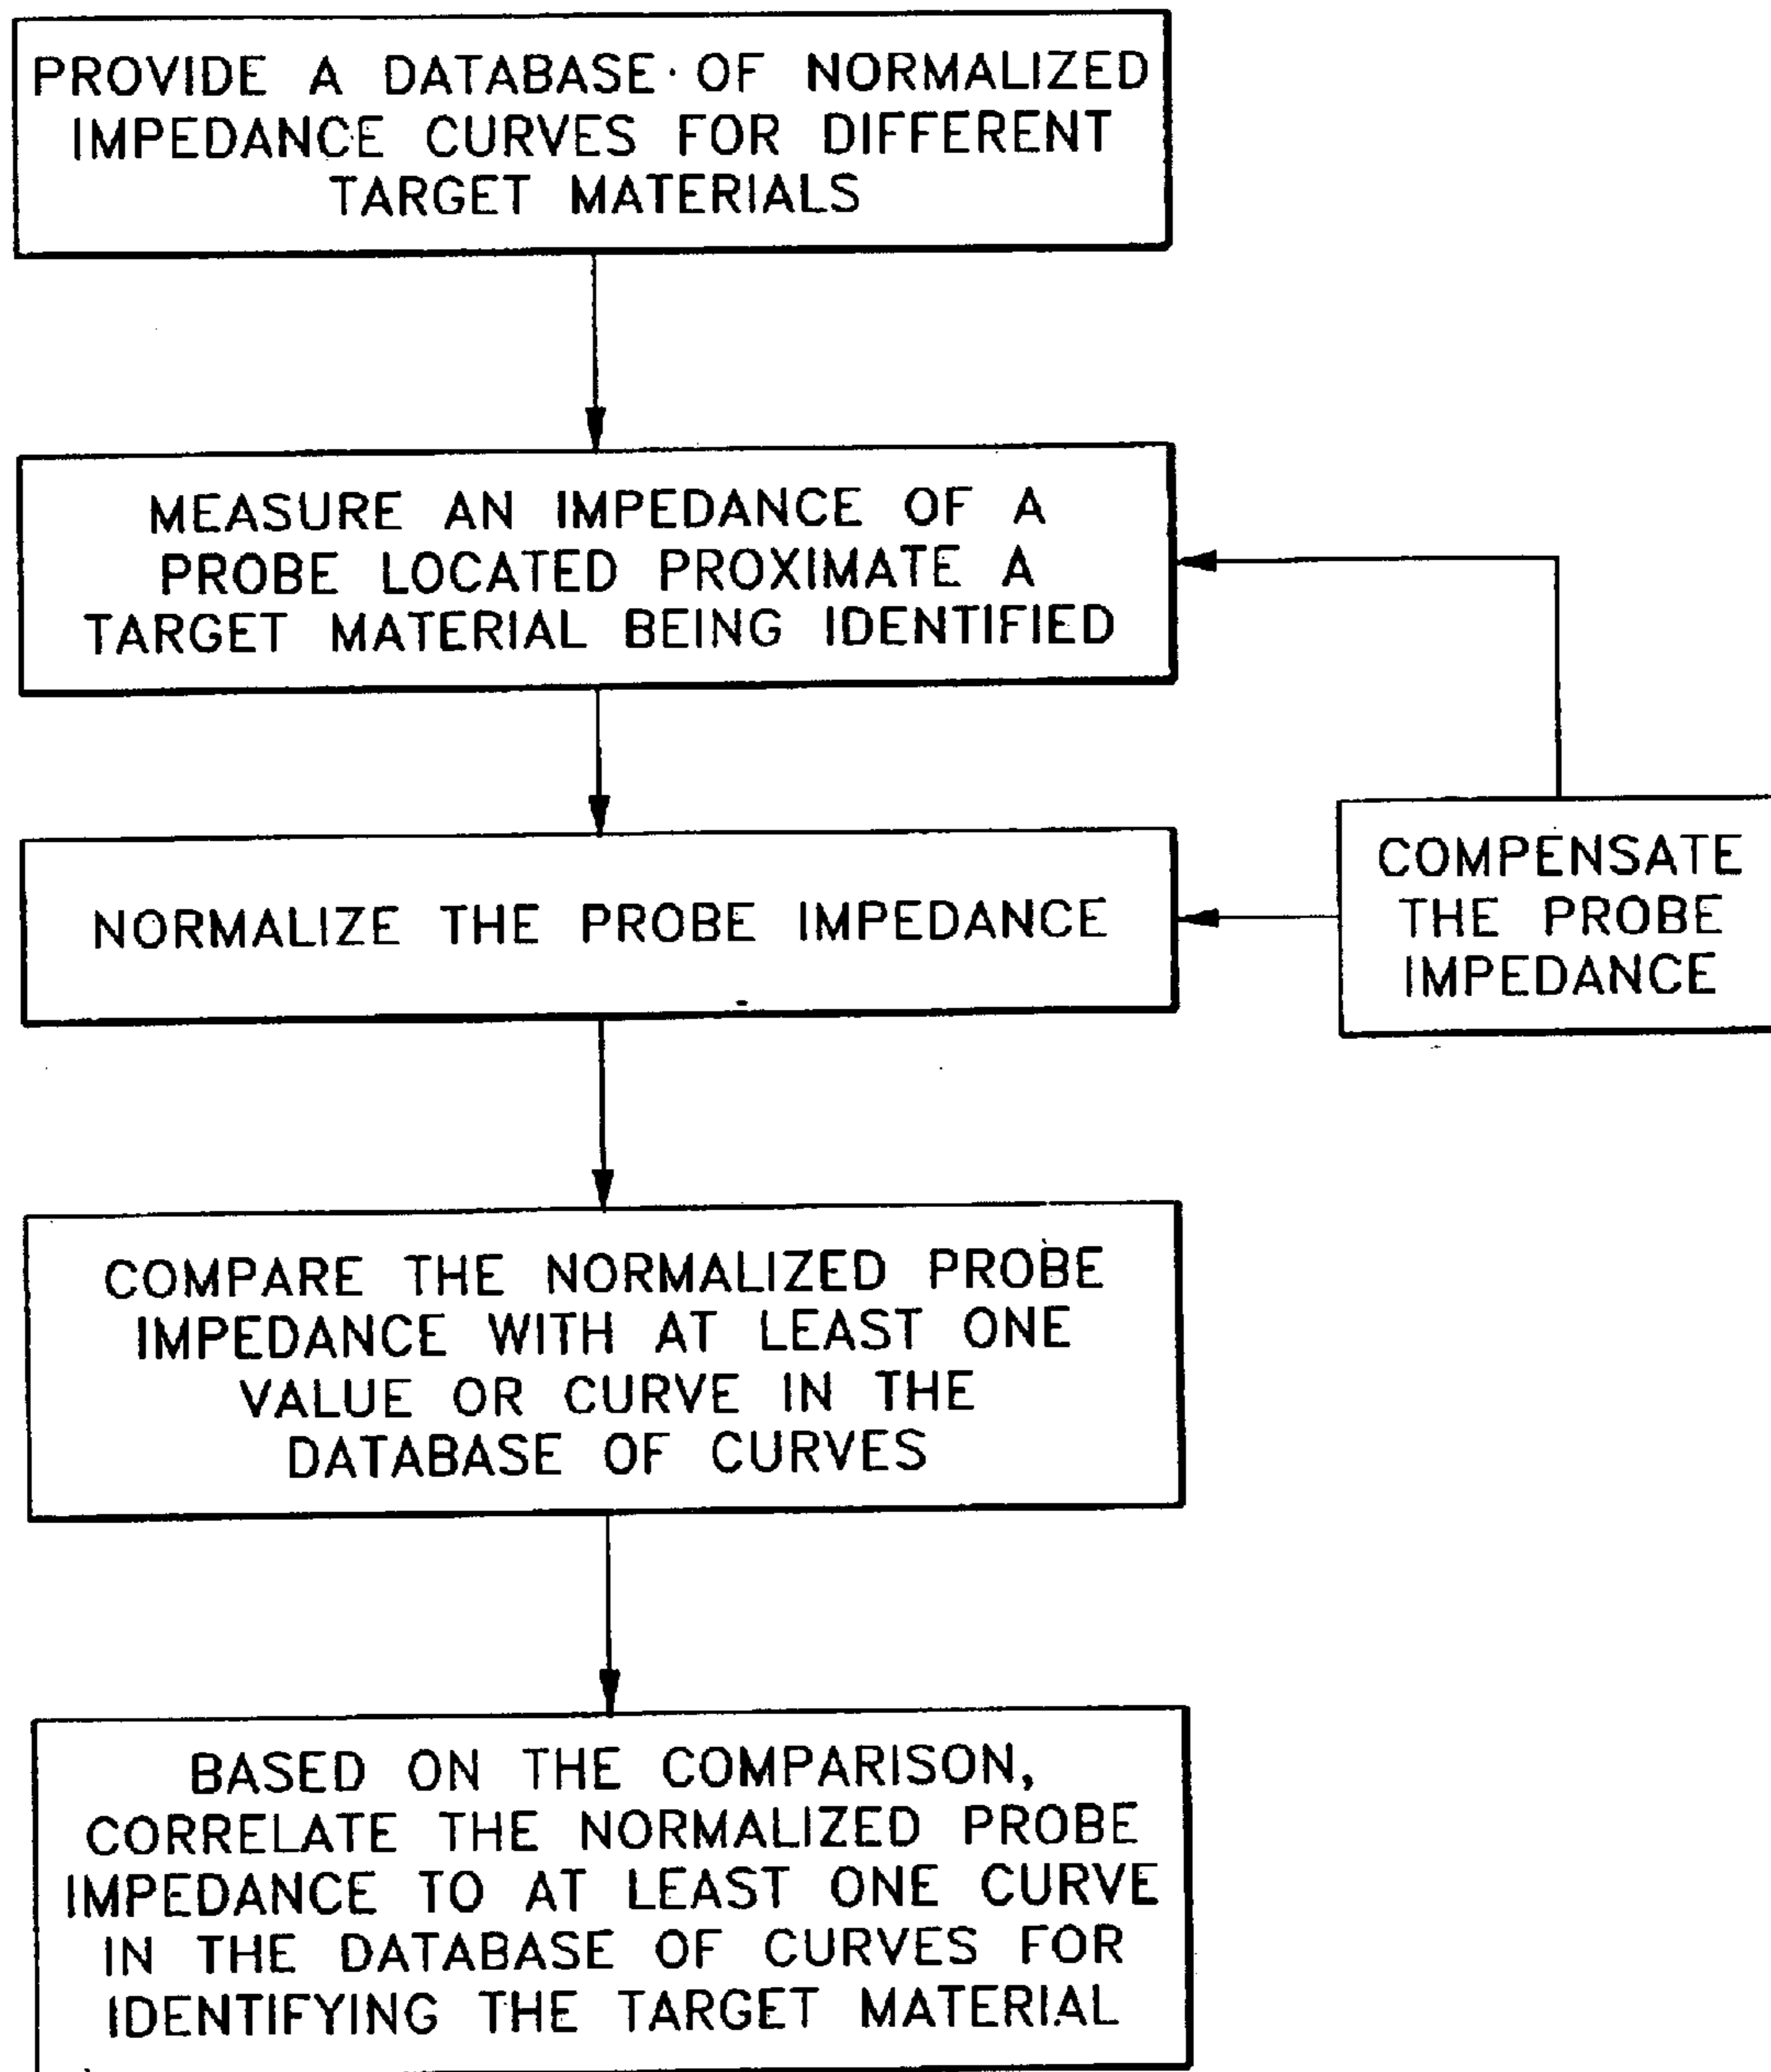 PROVIDE A DATABASE OF NORMALIZED
IMPEDANCE CURVES FOR DIFFERENT
TARGET MATERIALS
MEASURE AN IMPEDANCE OF A
PROBE LOCATED PROXIMATE A
TARGET MATERIAL BEING IDENTIFIED
NORMALIZE THE PROBE IMPEDANCE
COMPENSATE
THE PROBE
IMPEDANCE
COMPARE THE NORMALIZED PROBE
IMPEDANCE WITH AT LEAST ONE
VALUE OR CURVE IN THE
DATABASE OF CURVES
BASED ON THE COMPARISON,
CORRELATE THE NORMALIZED PROBE
IMPEDANCE TO AT LEAST ONE CURVE
IN THE DATABASE OF CURVES FOR
IDENTIFYING THE TARGET MATERIAL